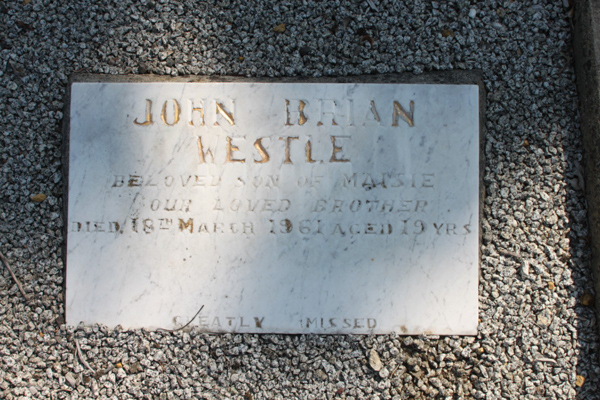 JOHN BRIAN
WESTLE
BELOVED SON OF MAISIE
OUR LOVED BROTHER
DIED 18TH MARCH 1961 AGED 19 YRS
GREATLY MISSED